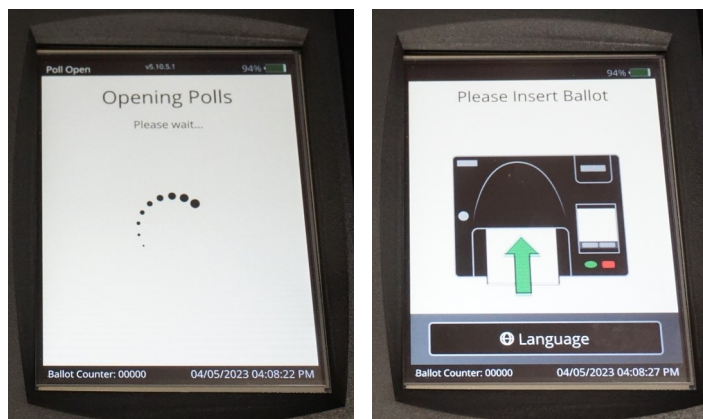 Poll Open v5.10.5.1 94%
Opening Polls
Please wait...
Ballot Counter: 00000 04/05/2023 04:08:22 PM
94%
Please Insert Ballot
Language
Ballot Counter: 00000 04/05/2023 04:08:27 PM